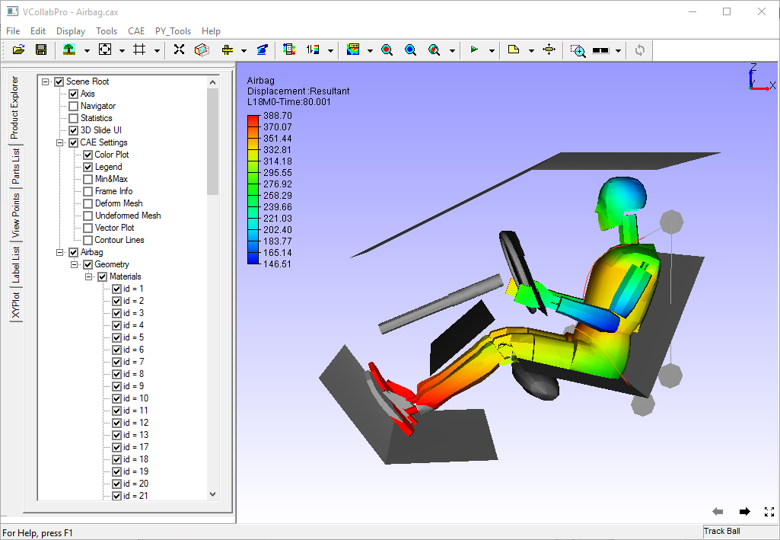 VCollabPro - Airbag.cax
File Edit Display Tools CAE PY_Tools Help
Product Explorer
Parts List
View Points
Label List
XYPlot
Scene Root
Axis
Navigator
Statistics
3D Slide UI
CAE Settings
Color Plot
Legend
Min&Max
Frame Info
Deform Mesh
Undeformed Mesh
Vector Plot
Contour Lines
Airbag
Geometry
Materials
id = 1
id = 2
id = 3
id = 4
id = 5
id = 6
id = 7
id = 8
id = 9
id = 10
id = 11
id = 12
id = 13
id = 17
id = 18
id = 19
id = 20
id = 21
Airbag
Displacement :Resultant
L18M0-Time:80.001
388.70
370.07
351.44
332.81
314.18
295.55
276.92
258.29
239.66
221.03
202.40
183.77
165.14
146.51
Z
X
For Help, press F1
Track Ball